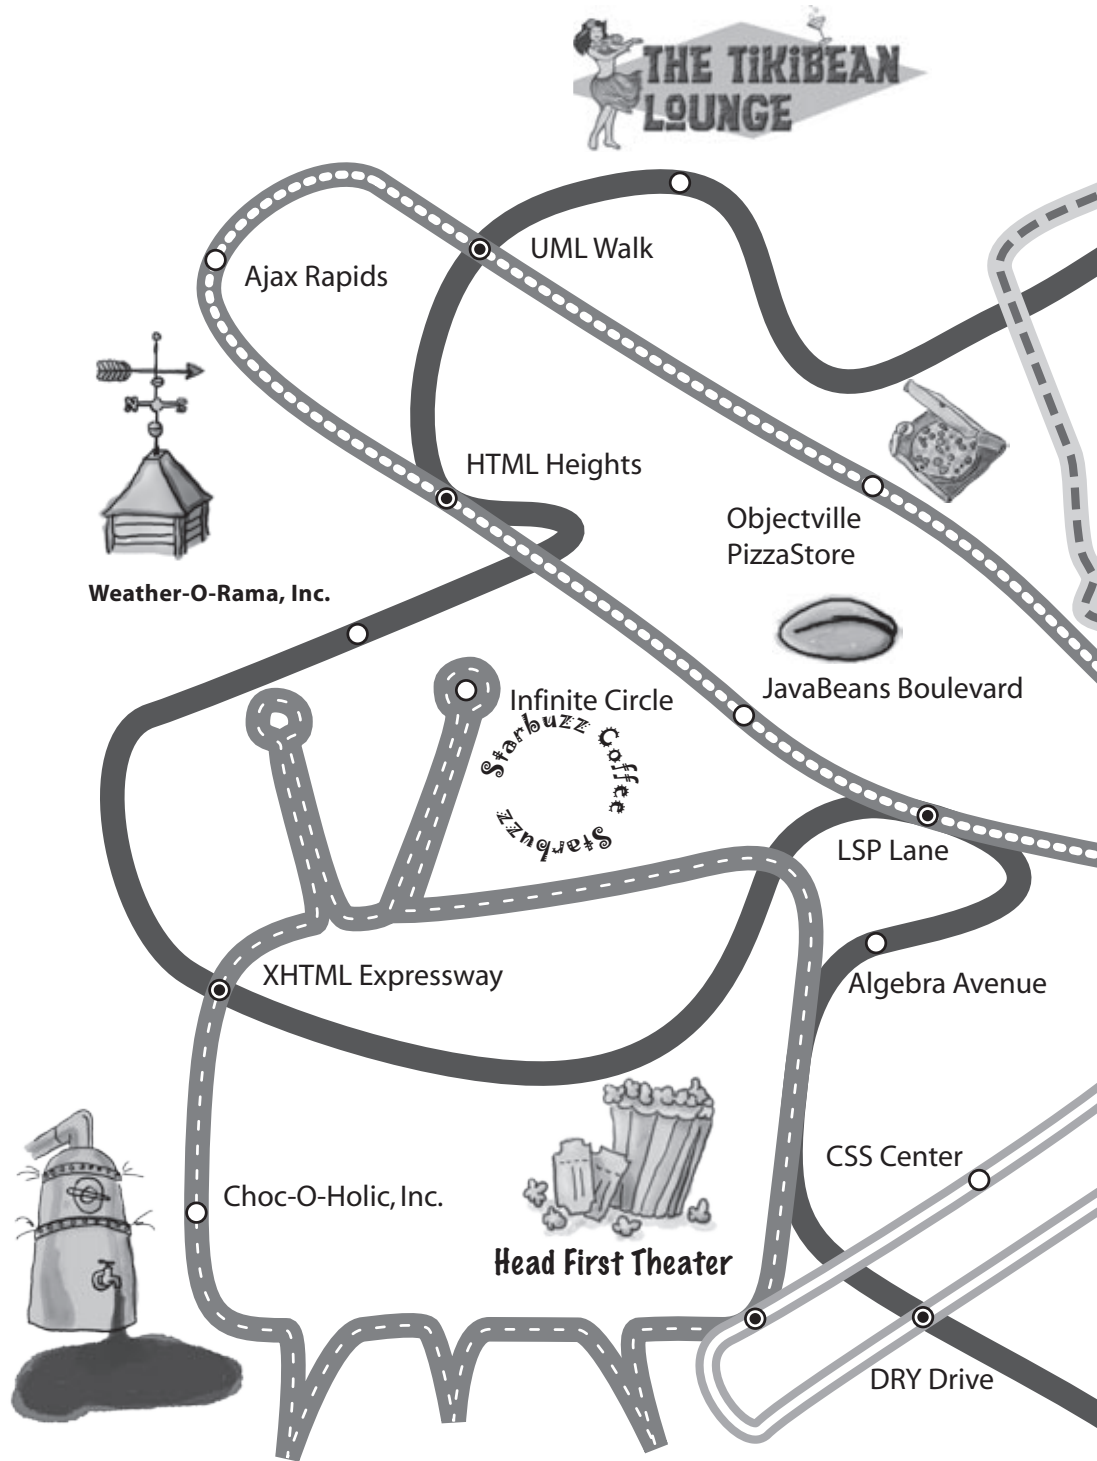 THE TiKiBEAN
LOUNGE
UML Walk
Ajax Rapids
HTML Heights
Objectville
PizzaStore
N S
Weather-O-Rama, Inc.
JavaBeans Boulevard
Infinite Circle
Starbuzz Coffee
Starbuzz
LSP Lane
XHTML Expressway
Algebra Avenue
CSS Center
Choc-O-Holic, Inc.
Head First Theater
DRY Drive